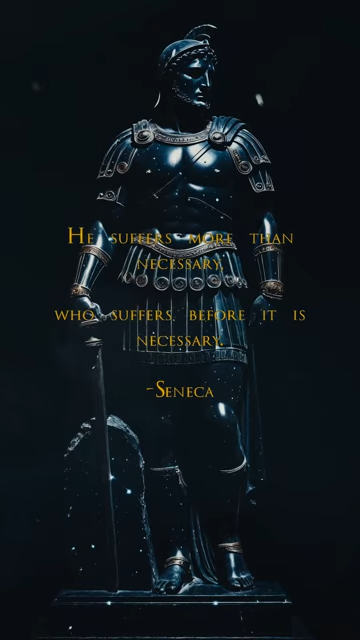 He suffers more than
necessary,
who suffers before it is
necessary.
-Seneca